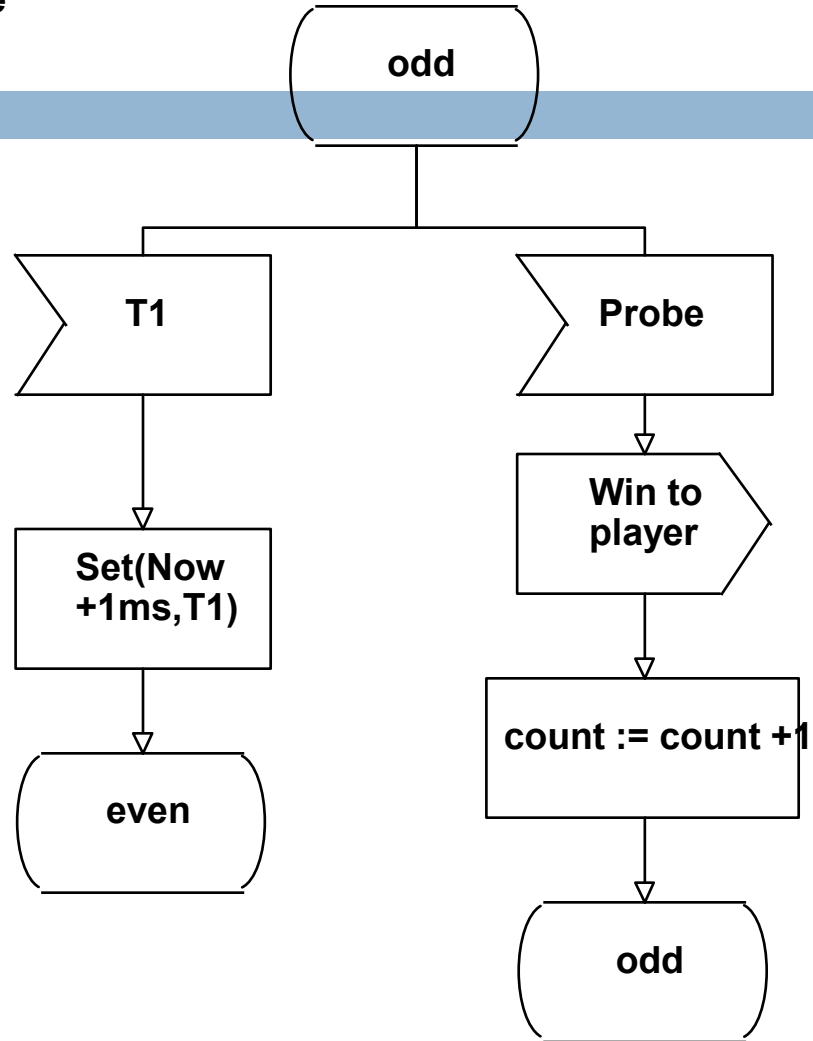 odd
T1
Probe
Win to
player
Set(Now
+1ms,T1)
count := count +1
even
odd